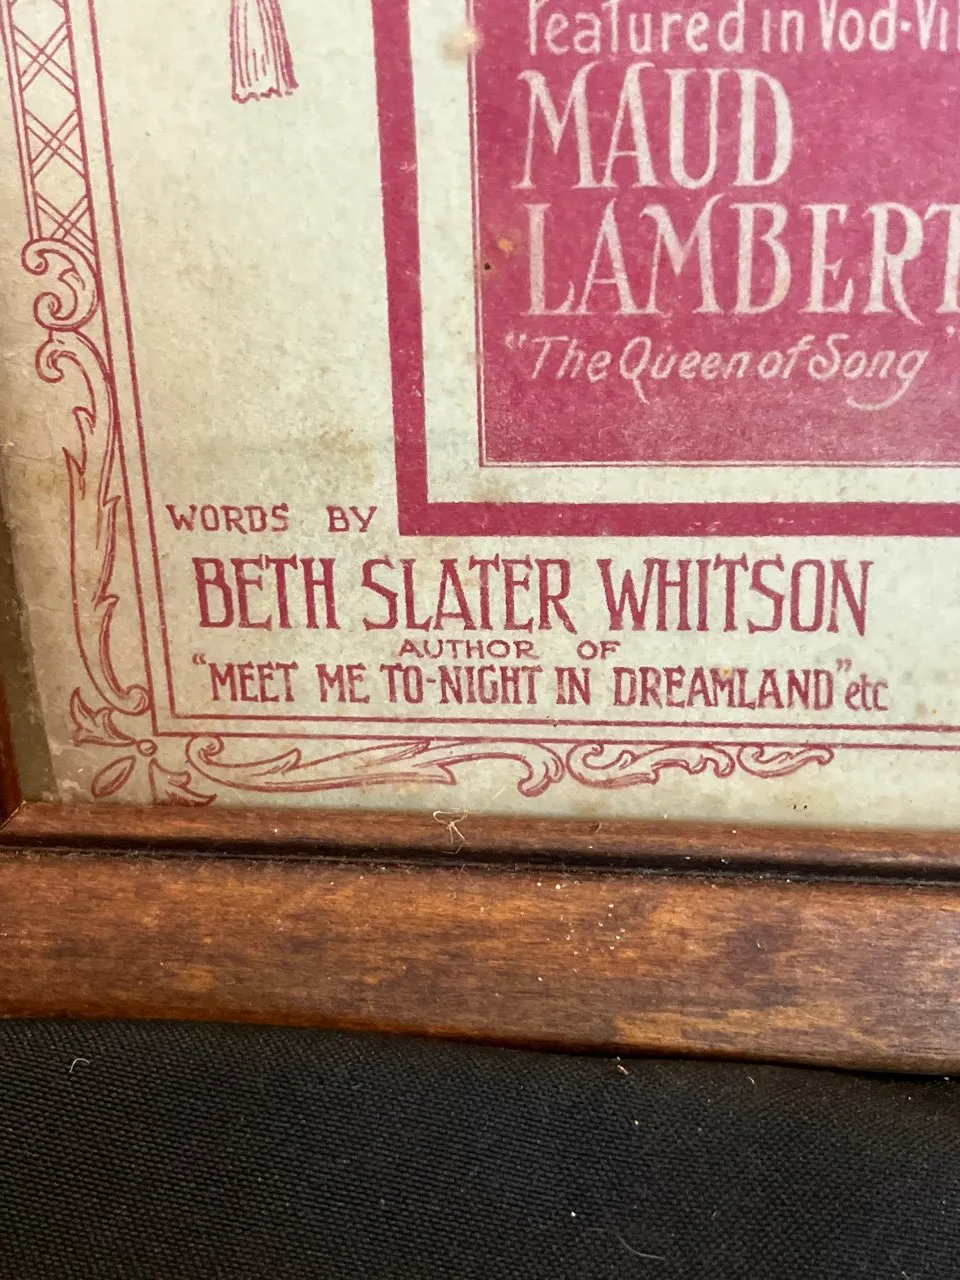 Featured in Vod-Vil
MAUD
LAMBERT
"The Queen of Song"
WORDS BY
BETH SLATER WHITSON
AUTHOR OF
"MEET ME TO-NIGHT IN DREAMLAND" etc